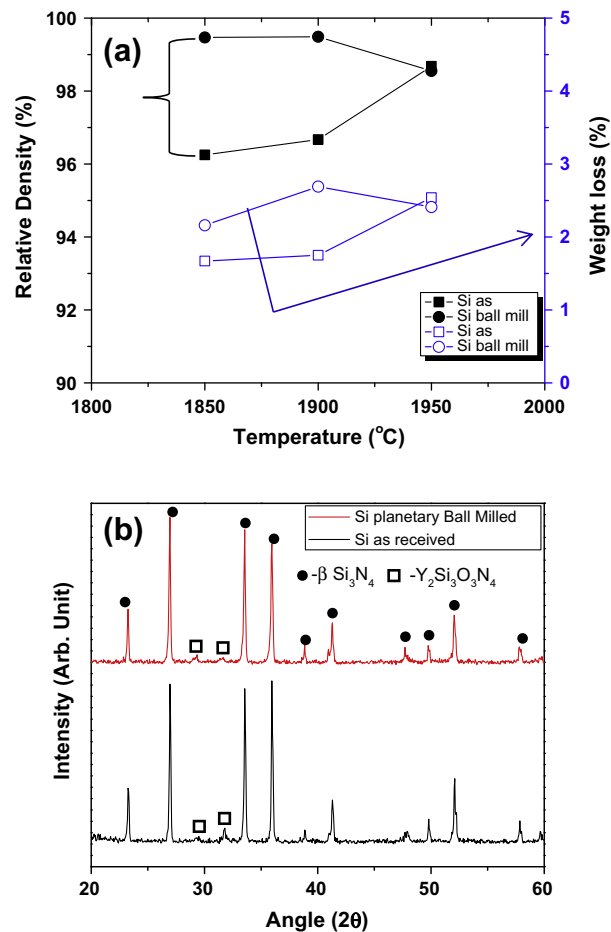 (a)
100
98
96
94
92
90
Relative Density (%)
5
4
3
2
1
0
Weight loss (%)
Si as
Si ball mill
Si as
Si ball mill
1800 1850 1900 1950 2000
Temperature (°C)
(b)
Si planetary Ball Milled
Si as received
-β Si₃N₄ -Y₂Si₃O₃N₄
Intensity (Arb. Unit)
20 30 40 50 60
Angle (2θ)